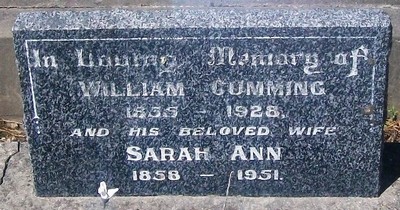 In Loving Memory of
WILLIAM CUMMING
1855 - 1928.
AND HIS BELOVED WIFE
SARAH ANN
1858 - 1951.